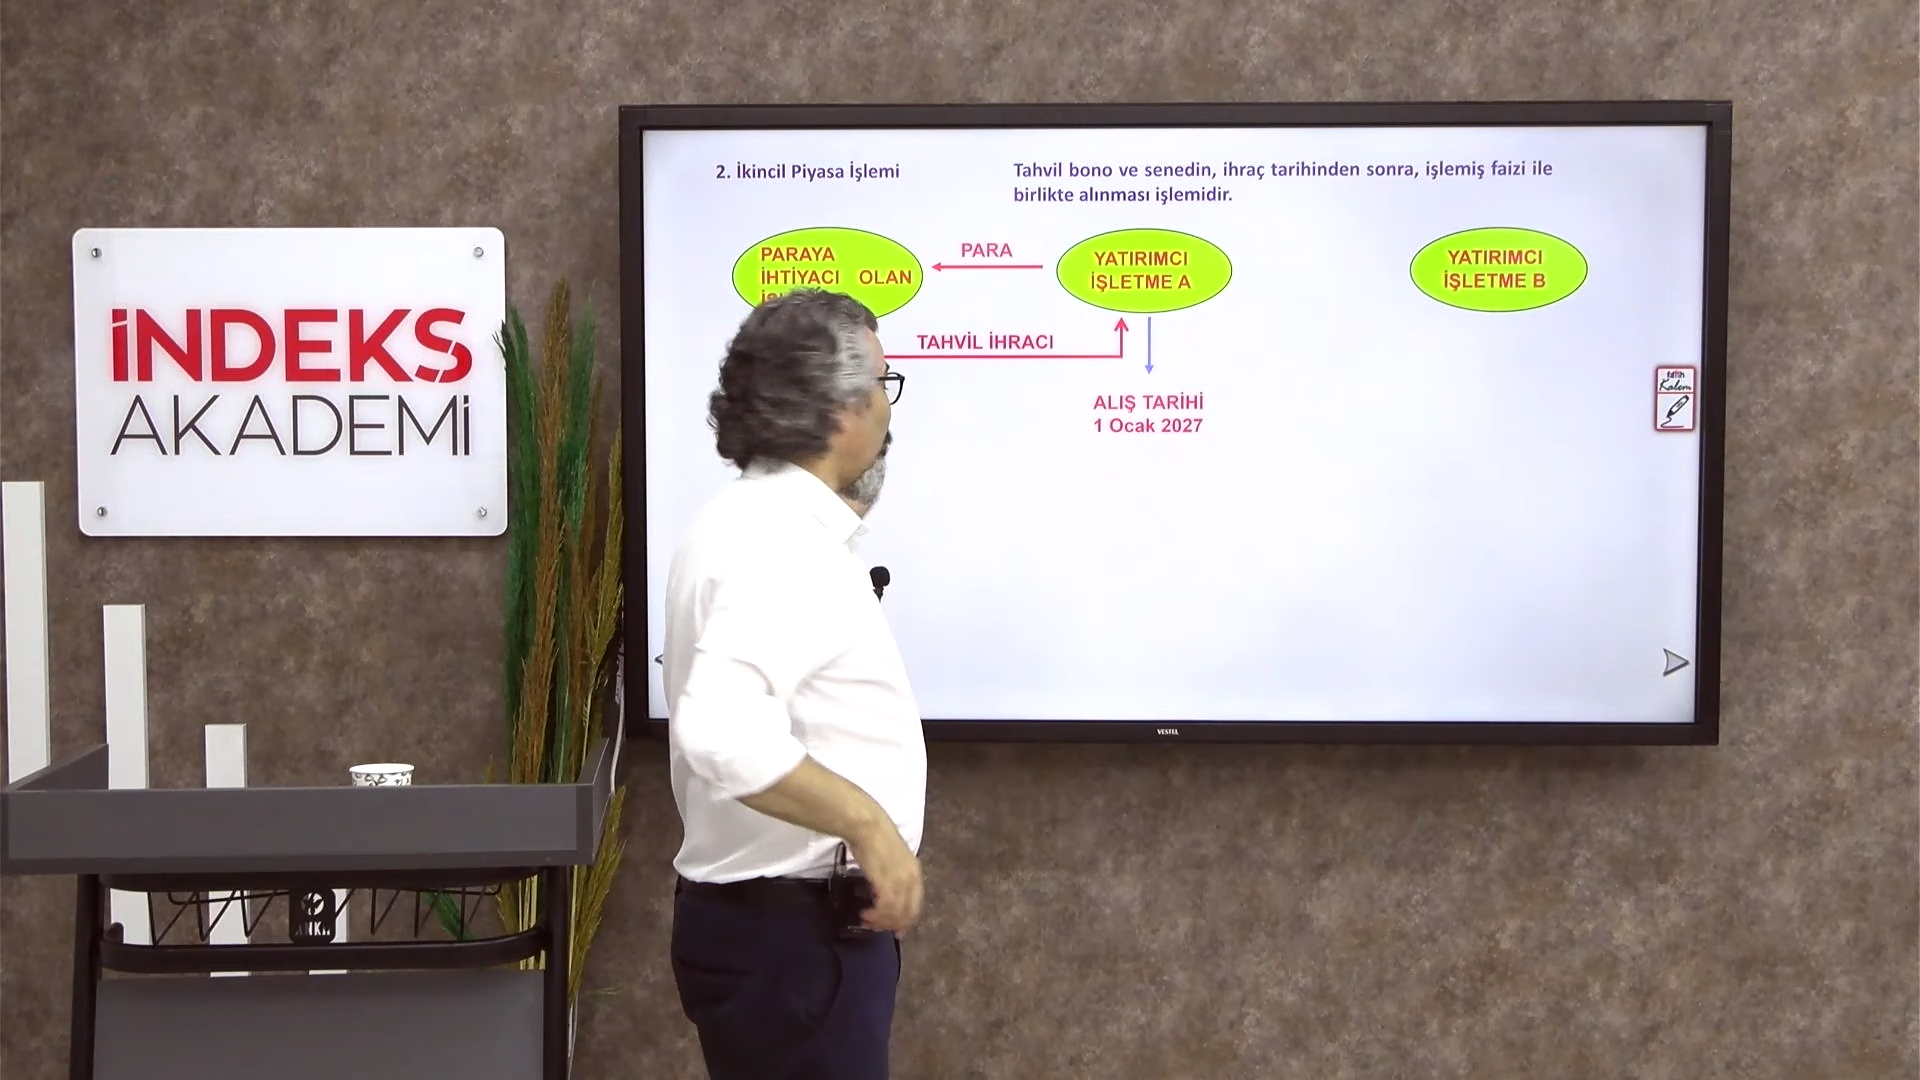 İNDEKS
AKADEMİ
2. İkincil Piyasa İşlemi
Tahvil bono ve senedin, ihraç tarihinden sonra, işlemiş faizi ile
birlikte alınması işlemidir.
PARAYA
İHTİYACI OLAN
PARA
YATIRIMCI
İŞLETME A
YATIRIMCI
İŞLETME B
TAHVİL İHRACI
ALIŞ TARİHİ
1 Ocak 2027
fatih
Kalem
VESTEL